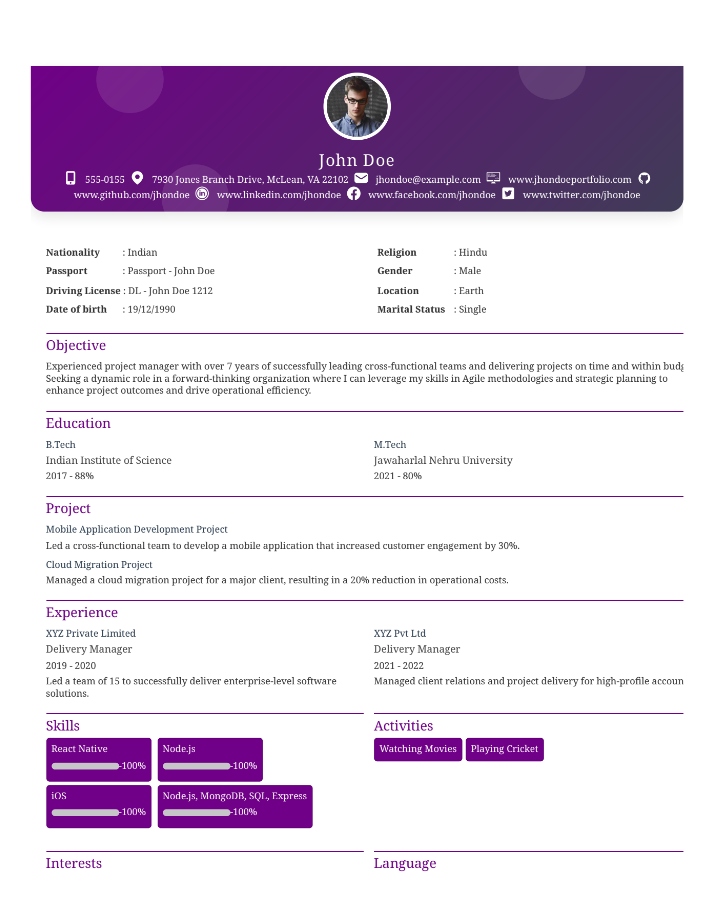 John Doe
555-0155 7930 Jones Branch Drive, McLean, VA 22102 jhondoe@example.com www.jhondoeportfolio.com
www.github.com/jhondoe www.linkedin.com/jhondoe www.facebook.com/jhondoe www.twitter.com/jhondoe
Nationality : Indian
Religion : Hindu
Passport : Passport - John Doe
Gender : Male
Driving License : DL - John Doe 1212
Location : Earth
Date of birth : 19/12/1990
Marital Status : Single
Objective
Experienced project manager with over 7 years of successfully leading cross-functional teams and delivering projects on time and within budg
Seeking a dynamic role in a forward-thinking organization where I can leverage my skills in Agile methodologies and strategic planning to
enhance project outcomes and drive operational efficiency.
Education
B.Tech
Indian Institute of Science
2017 - 88%
M.Tech
Jawaharlal Nehru University
2021 - 80%
Project
Mobile Application Development Project
Led a cross-functional team to develop a mobile application that increased customer engagement by 30%.
Cloud Migration Project
Managed a cloud migration project for a major client, resulting in a 20% reduction in operational costs.
Experience
XYZ Private Limited
Delivery Manager
2019 - 2020
Led a team of 15 to successfully deliver enterprise-level software
solutions.
XYZ Pvt Ltd
Delivery Manager
2021 - 2022
Managed client relations and project delivery for high-profile accoun
Skills
React Native
-100%
Node.js
-100%
iOS
-100%
Node.js, MongoDB, SQL, Express
-100%
Activities
Watching Movies
Playing Cricket
Interests
Language